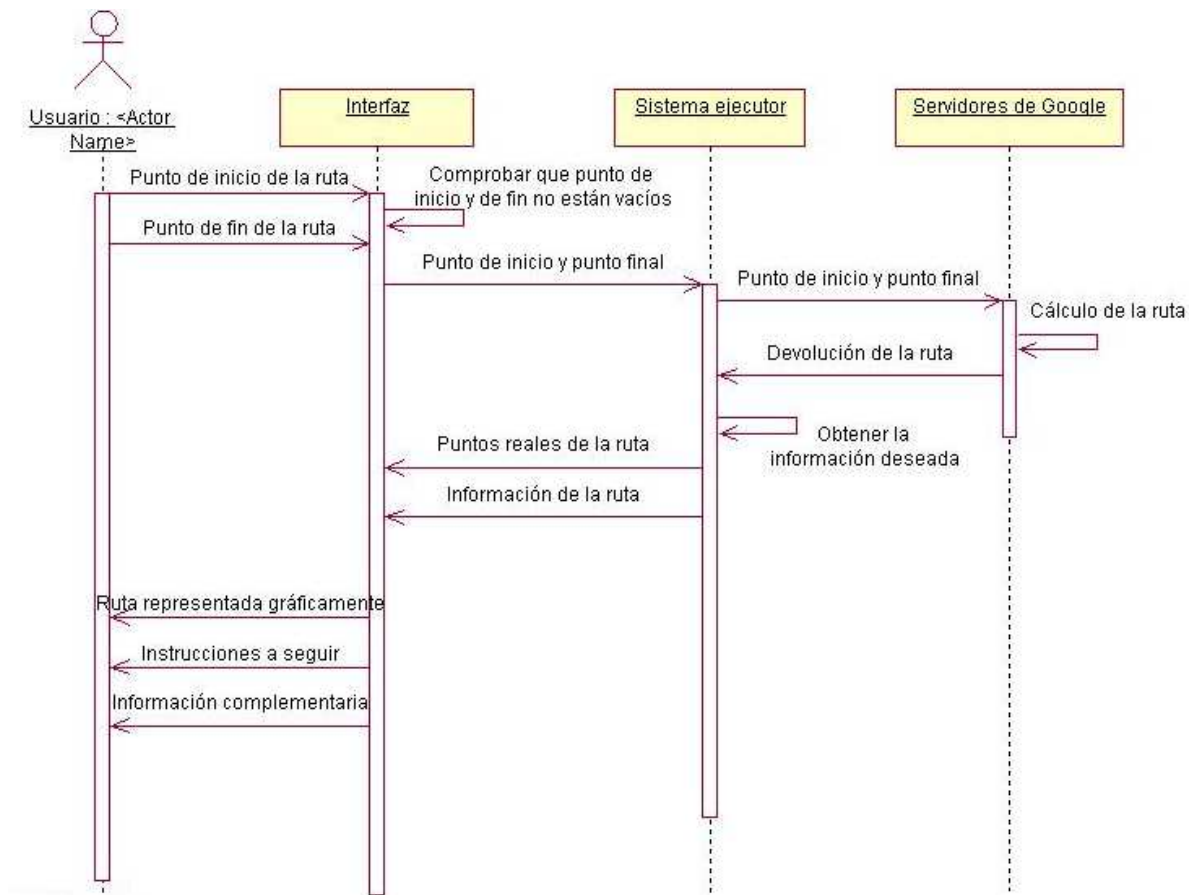 Usuario : <Actor
Name>
Interfaz
Sistema ejecutor
Servidores de Google
Punto de inicio de la ruta
Comprobar que punto de
inicio y de fin no están vacíos
Punto de fin de la ruta
Punto de inicio y punto final
Punto de inicio y punto final
Cálculo de la ruta
Devolución de la ruta
Obtener la
información deseada
Puntos reales de la ruta
Información de la ruta
Ruta representada gráficamente
Instrucciones a seguir
Información complementaria